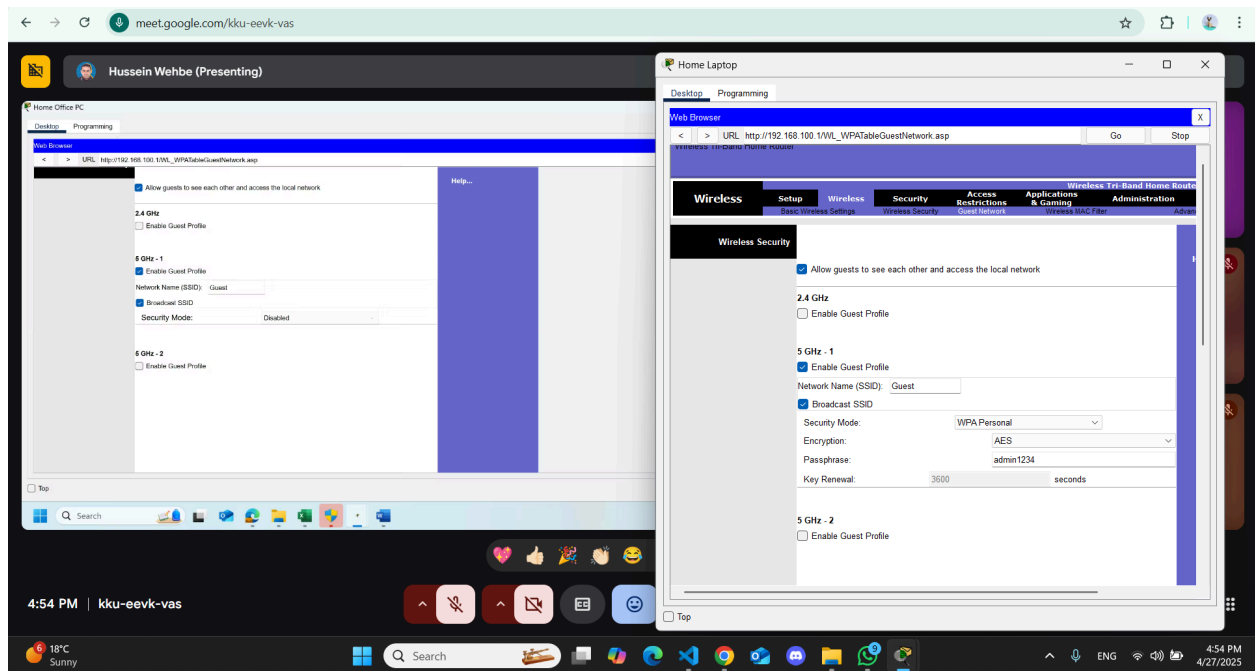 meet.google.com/kku-eevk-vas
Hussein Wehbe (Presenting)
Home Office PC
Desktop Programming
Web Browser
< > URL http://192.168.100.1/WL_WPATableGuestNetwork.asp
Allow guests to see each other and access the local network
Help...
2.4 GHz
Enable Guest Profile
5 GHz - 1
Enable Guest Profile
Network Name (SSID): Guest
Broadcast SSID
Security Mode: Disabled
5 GHz - 2
Enable Guest Profile
Top
Search
Home Laptop
Desktop Programming
Web Browser X
< > URL http://192.168.100.1/WL_WPATableGuestNetwork.asp Go Stop
Wireless Tri-Band Home Router
Wireless Tri-Band Home Route
Wireless Setup Wireless Security Access Restrictions Applications & Gaming Administration
Basic Wireless Settings Wireless Security Guest Network Wireless MAC Filter Advan
Wireless Security
Allow guests to see each other and access the local network
2.4 GHz
Enable Guest Profile
5 GHz - 1
Enable Guest Profile
Network Name (SSID): Guest
Broadcast SSID
Security Mode: WPA Personal
Encryption: AES
Passphrase: admin1234
Key Renewal: 3600 seconds
5 GHz - 2
Enable Guest Profile
Top
4:54 PM | kku-eevk-vas
6 18°C
Sunny
Search
9
ENG
4:54 PM
4/27/2025